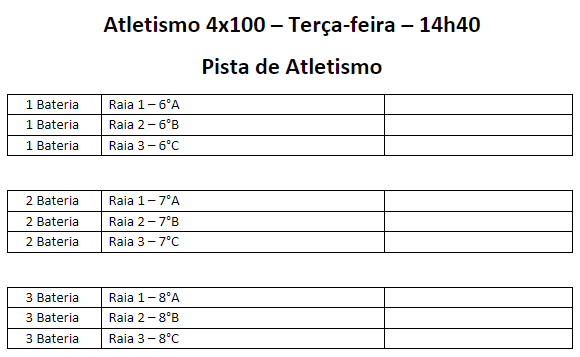 Atletismo 4x100 – Terça-feira – 14h40
Pista de Atletismo
1 Bateria Raia 1 – 6°A
1 Bateria Raia 2 – 6°B
1 Bateria Raia 3 – 6°C
2 Bateria Raia 1 – 7°A
2 Bateria Raia 2 – 7°B
2 Bateria Raia 3 – 7°C
3 Bateria Raia 1 – 8°A
3 Bateria Raia 2 – 8°B
3 Bateria Raia 3 – 8°C